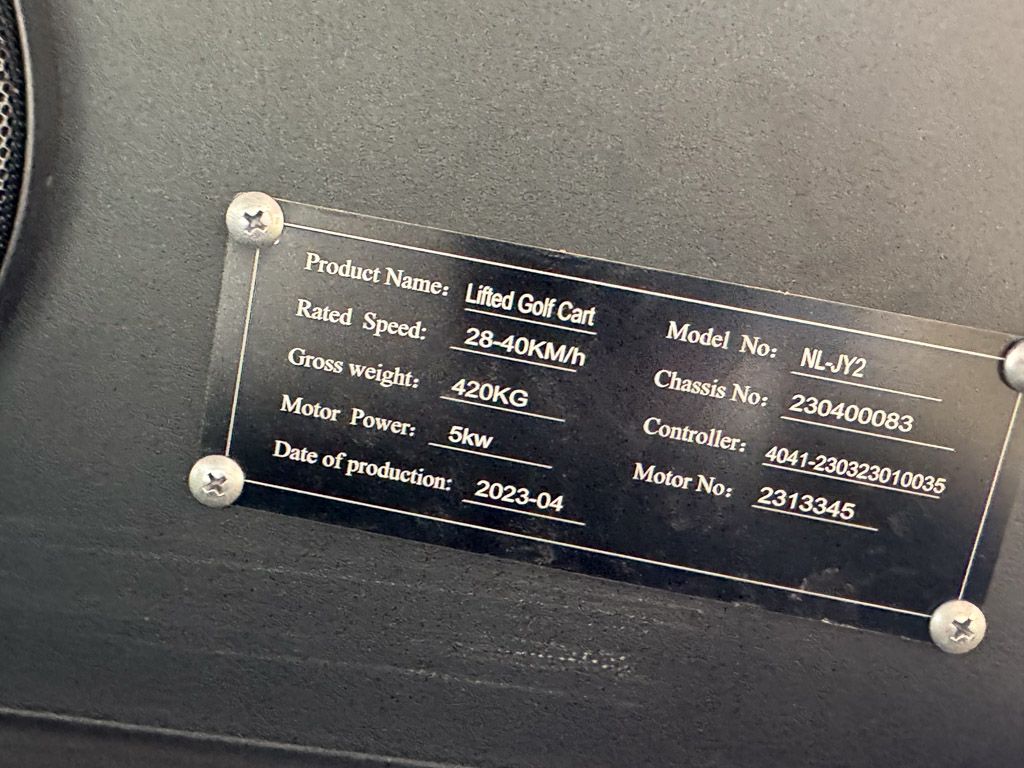 Product Name: Lifted Golf Cart
Rated Speed: 28-40KM/h
Gross weight: 420KG
Motor Power: 5kw
Date of production: 2023-04
Model No: NL-JY2
Chassis No: 230400083
Controller: 4041-230323010035
Motor No: 2313345